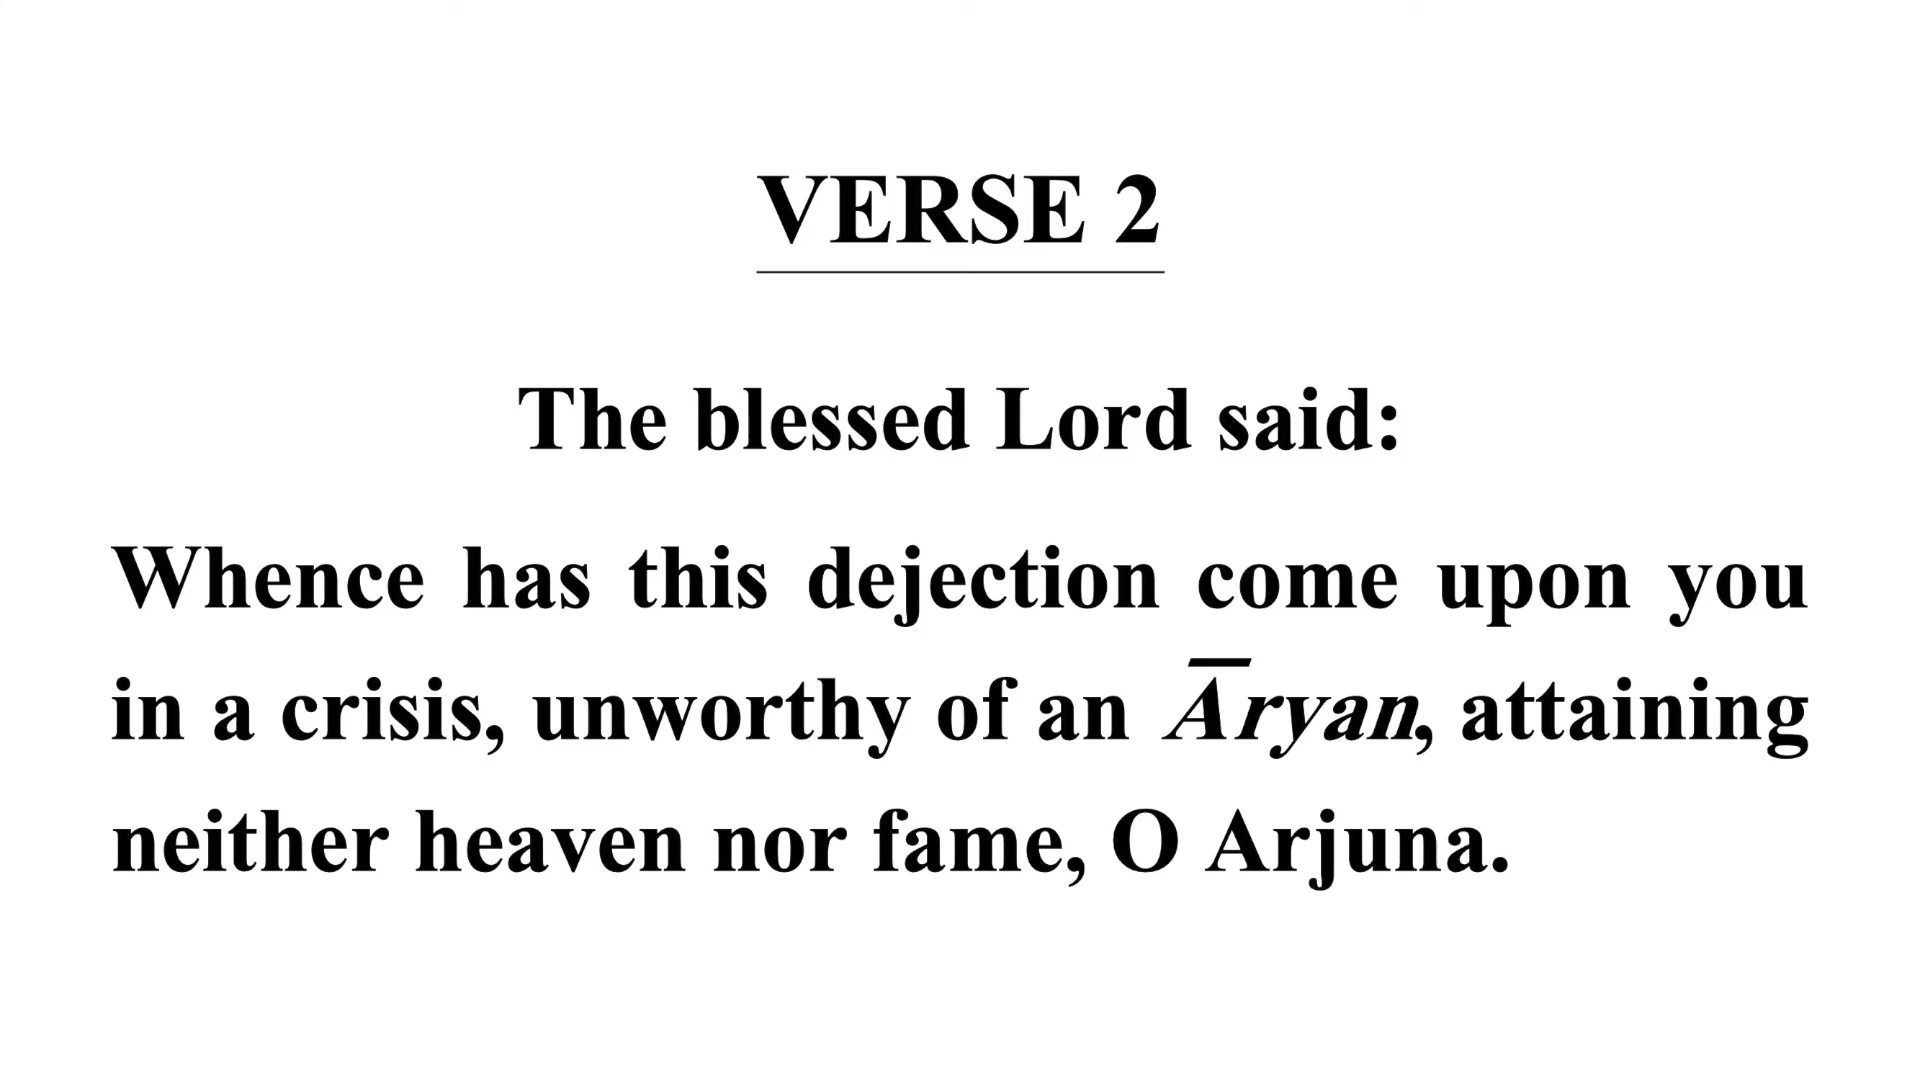 VERSE 2
The blessed Lord said:
Whence has this dejection come upon you
in a crisis, unworthy of an Āryan, attaining
neither heaven nor fame, O Arjuna.